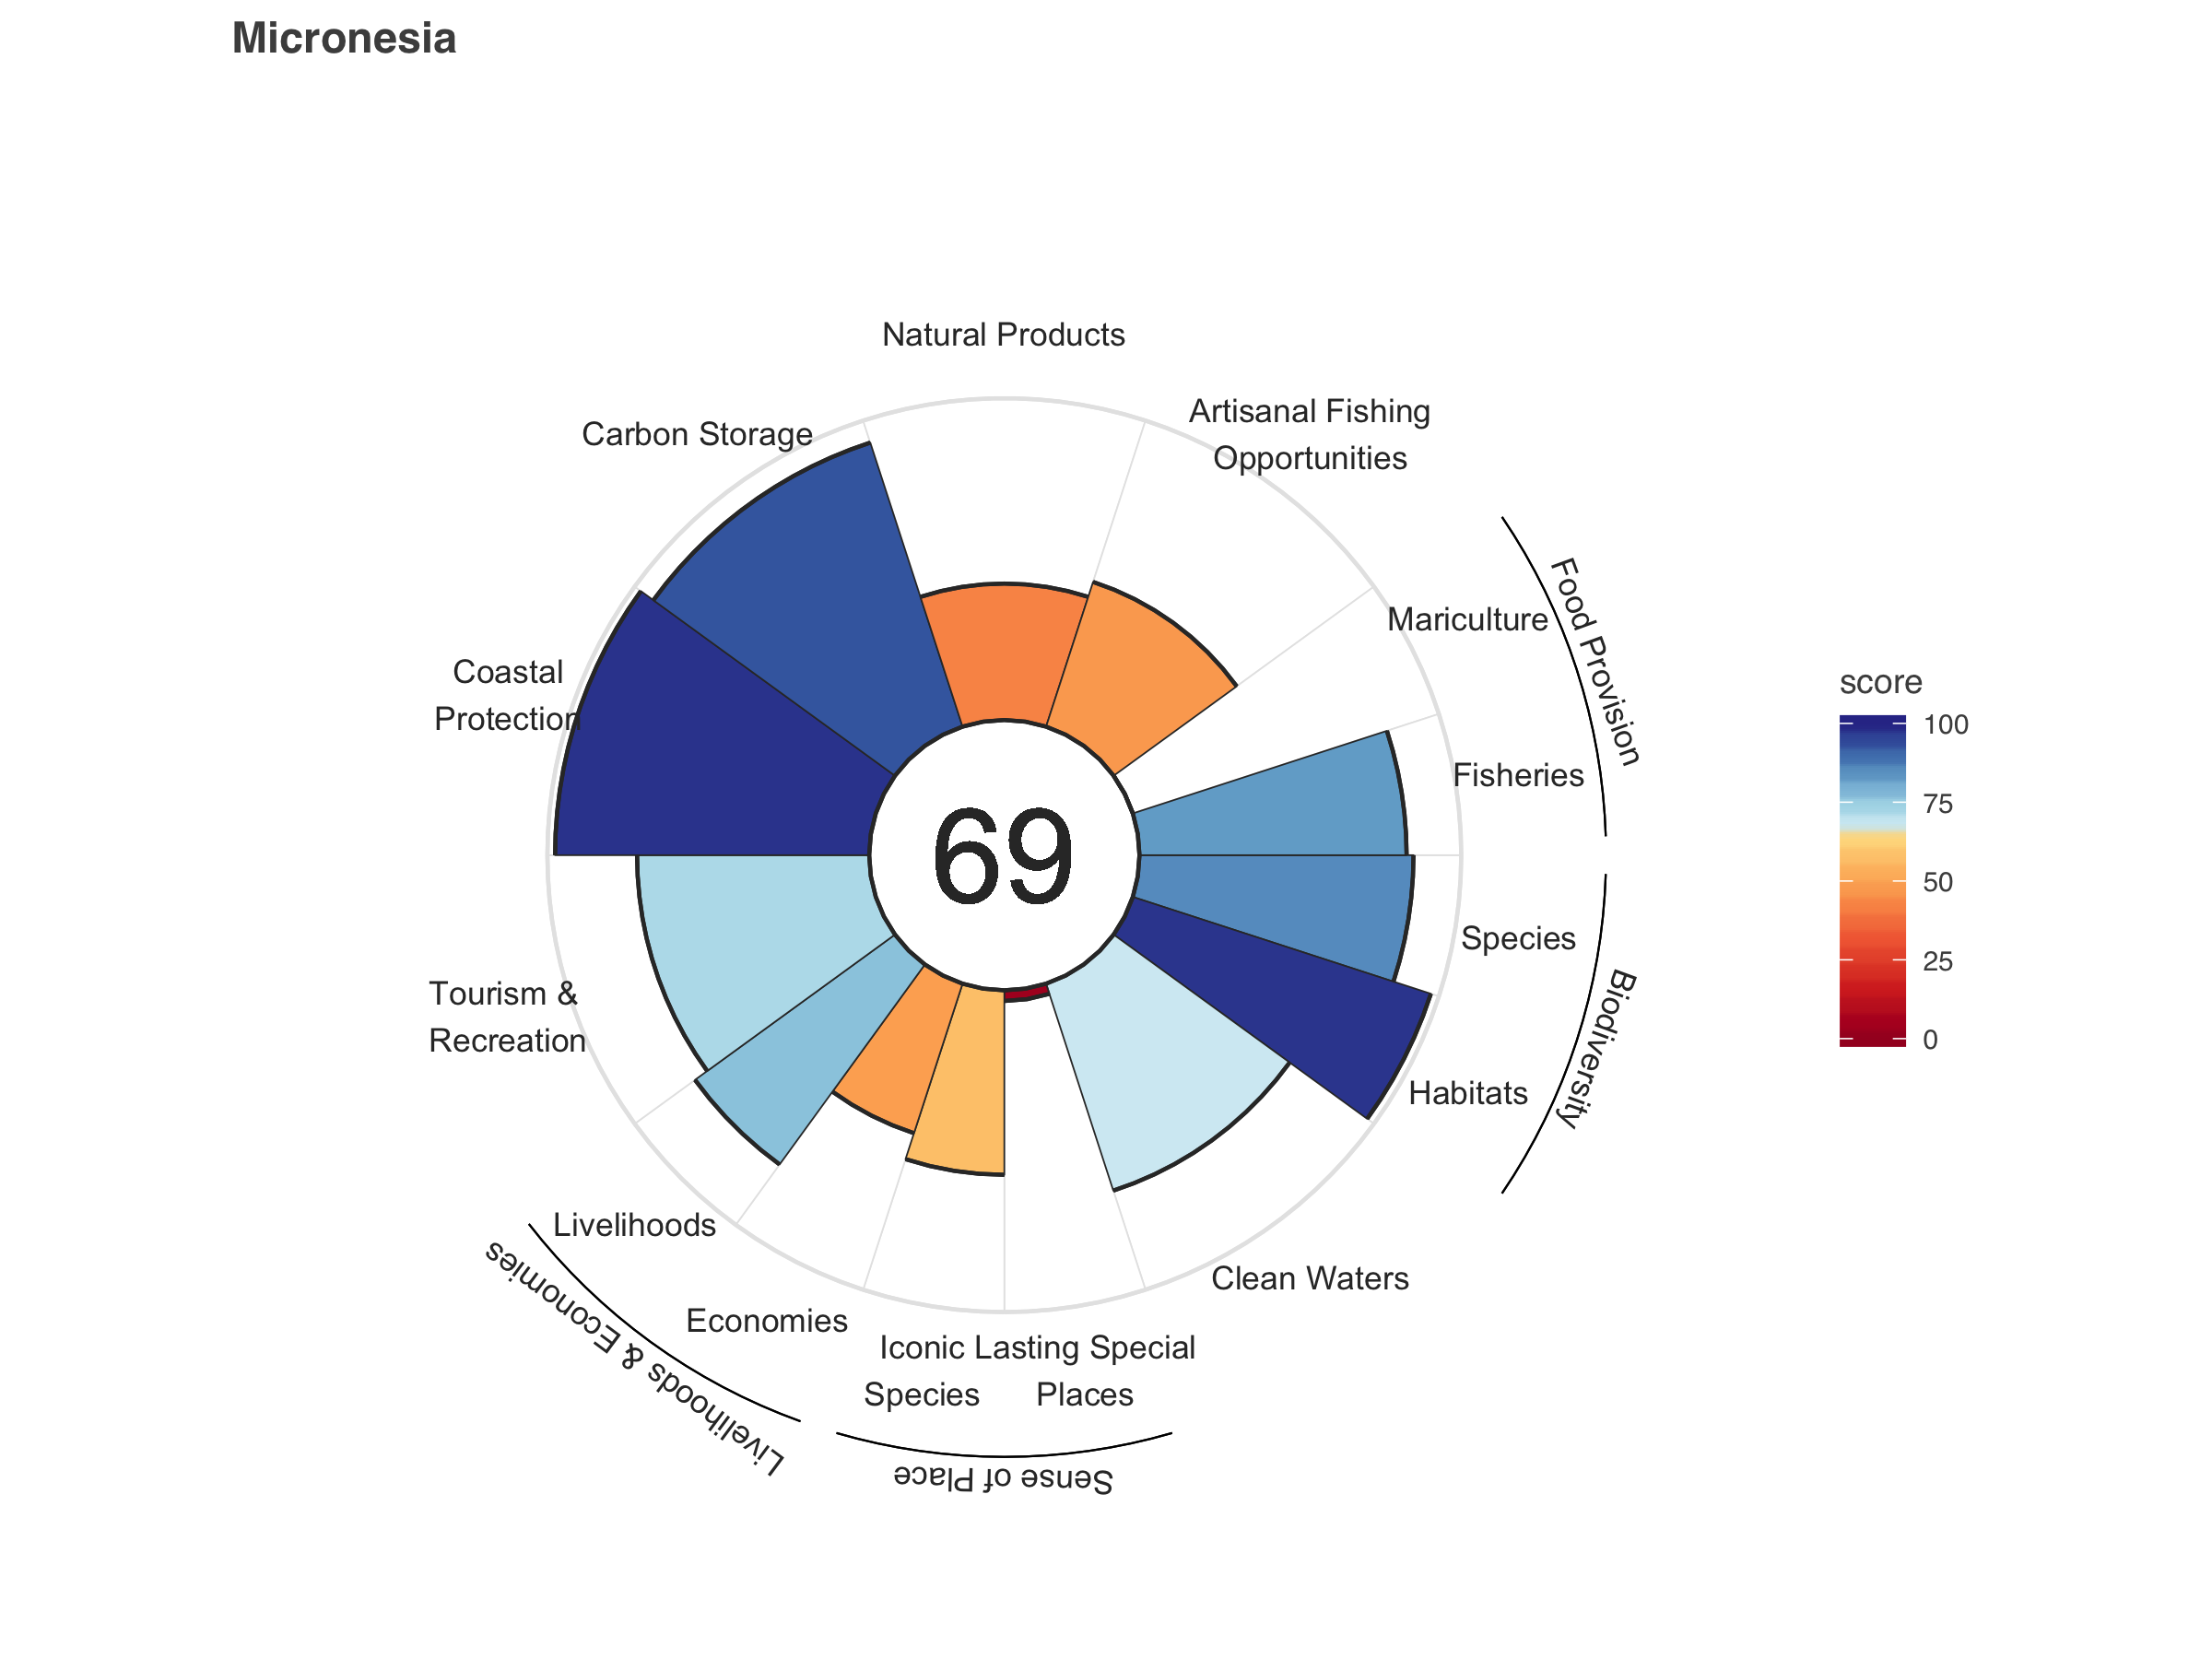 Micronesia
Natural Products
Artisanal Fishing
Opportunities
Carbon Storage
Mariculture
Food Provision
Coastal
Protection
Fisheries
69
Species
Biodiversity
Habitats
Tourism &
Recreation
Livelihoods
Livelihoods & Economies
Economies
Clean Waters
Iconic
Species
Lasting Special
Places
Sense of Place
score
100
75
50
25
0